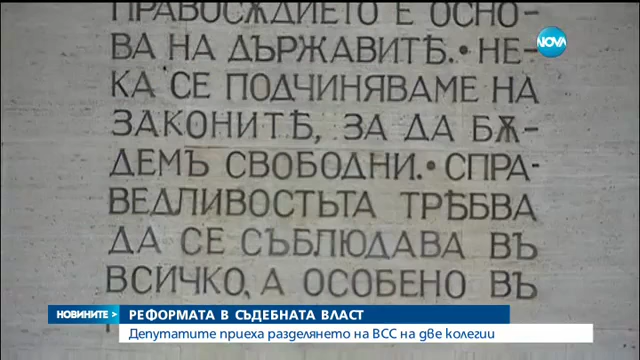 ПРАВОСѪДИЕТО Е ОСНО-
ВА НА ДЪРЖАВИТѢ.•НЕ-
КА СЕ ПОДЧИНЯВАМЕ НА
ЗАКОНИТѢ, ЗА ДА БѪ-
ДЕМЪ СВОБОДНИ.•СПРА-
ВЕДЛИВОСТЬТА ТРѢБВА
ДА СЕ СЪБЛЮДАВА ВЪ
ВСИЧКО, А ОСОБЕНО ВЪ
NOVA
НОВИНИТЕ
РЕФОРМАТА В СЪДЕБНАТА ВЛАСТ
Депутатите приеха разделянето на ВСС на две колегии